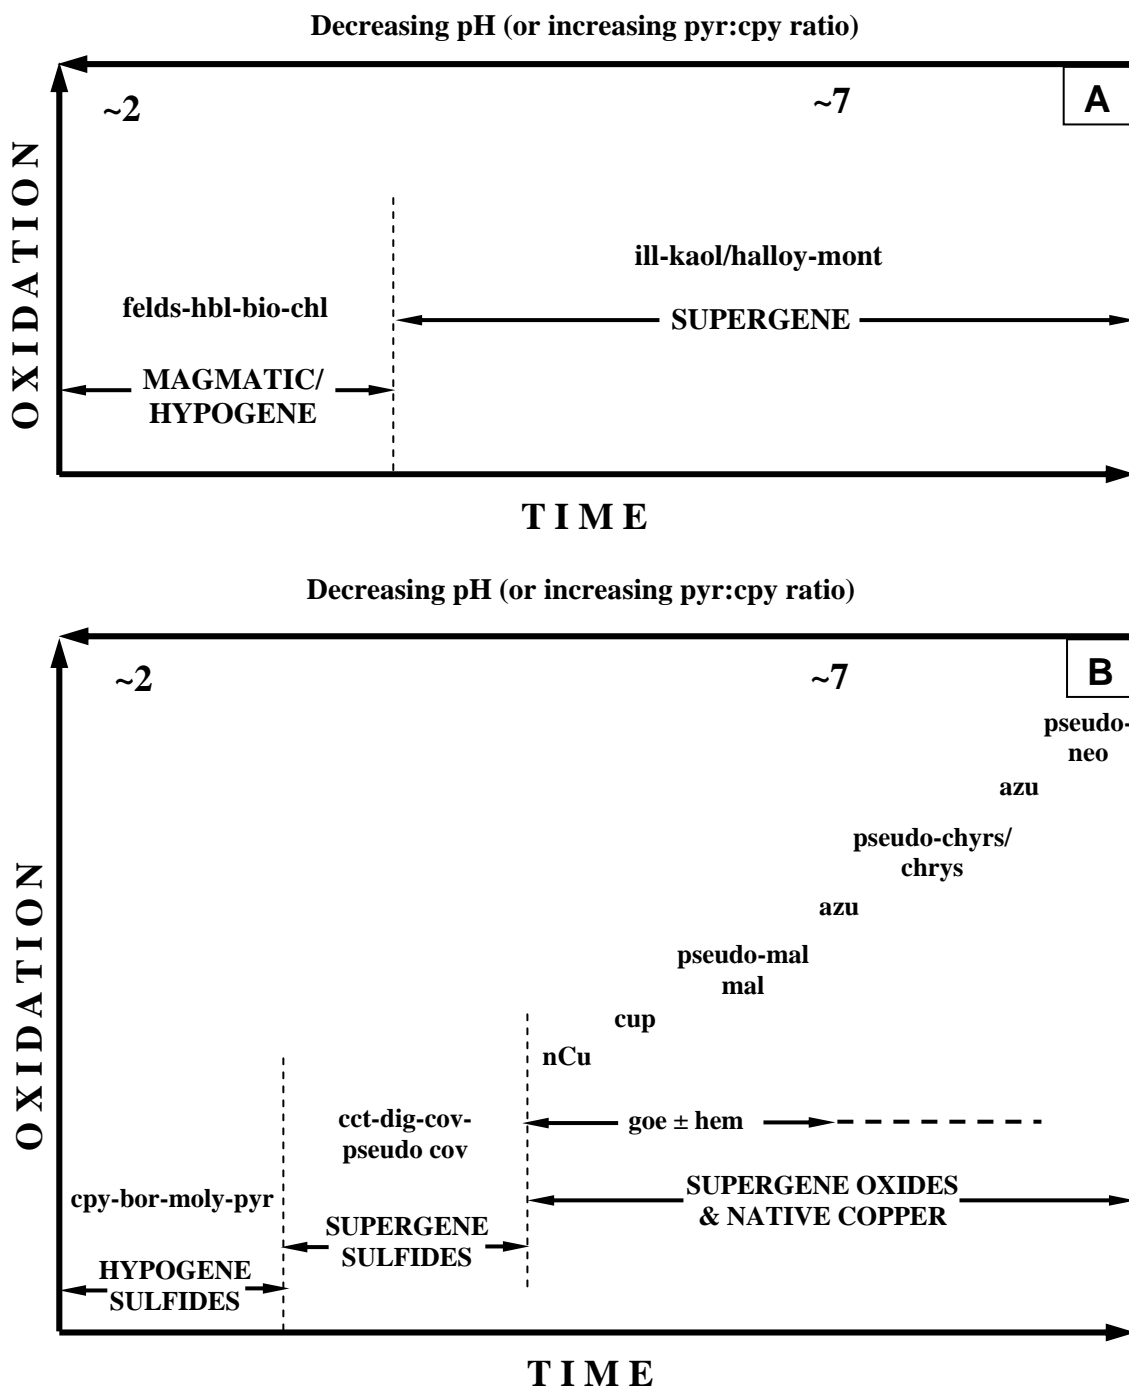 Decreasing pH (or increasing pyr:cpy ratio)
~2
~7
A
OXIDATION
ill-kaol/halloy-mont
felds-hbl-bio-chl
SUPERGENE
MAGMATIC/
HYPOGENE
TIME
Decreasing pH (or increasing pyr:cpy ratio)
~2
~7
B
OXIDATION
pseudo-
neo
azu
pseudo-chyrs/
chrys
azu
pseudo-mal
mal
cup
nCu
cct-dig-cov-
pseudo cov
goe ± hem
cpy-bor-moly-pyr
SUPERGENE OXIDES
& NATIVE COPPER
SUPERGENE
SULFIDES
HYPOGENE
SULFIDES
TIME